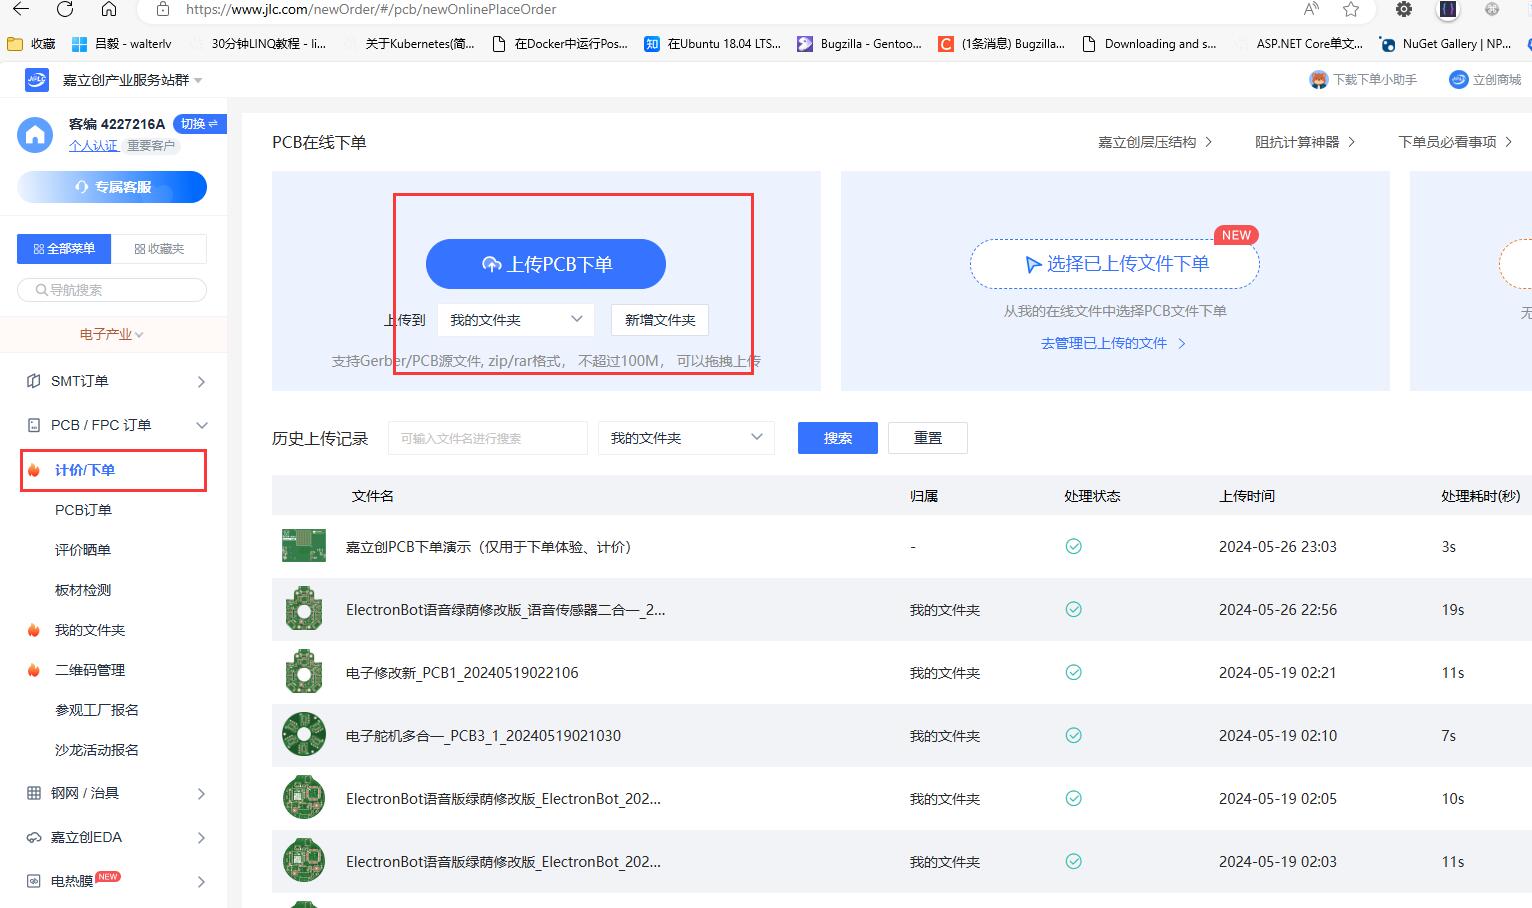 https://www.jlc.com/newOrder/#/pcb/newOnlinePlaceOrder
收藏 吕毅 - walterlv 30分钟LINQ教程 - li... 关于Kubernetes(简... 在Docker中运行Pos... 在Ubuntu 18.04 LTS... Bugzilla - Gentoo... (1条消息) Bugzilla... Downloading and s... ASP.NET Core单文... NuGet Gallery | NP...
嘉立创产业服务站群 下载下单小助手 立创商城
客编 4227216A 切换
个人认证 重要客户
专属客服
全部菜单 收藏夹
导航搜索
电子产业
SMT订单
PCB / FPC 订单
计价/下单
PCB订单
评价晒单
板材检测
我的文件夹
二维码管理
参观工厂报名
沙龙活动报名
钢网 / 治具
嘉立创EDA
电热膜 NEW
PCB在线下单 嘉立创层压结构 阻抗计算神器 下单员必看事项
上传PCB下单
上传到 我的文件夹 新增文件夹
支持Gerber/PCB源文件, zip/rar格式， 不超过100M， 可以拖拽上传
NEW
选择已上传文件下单
从我的在线文件中选择PCB文件下单
去管理已上传的文件
无
历史上传记录 可输入文件名进行搜索 我的文件夹 搜索 重置
文件名 归属 处理状态 上传时间 处理耗时(秒)
嘉立创PCB下单演示（仅用于下单体验、计价） - 2024-05-26 23:03 3s
ElectronBot语音绿荫修改版_语音传感器二合一_2... 我的文件夹 2024-05-26 22:56 19s
电子修改新_PCB1_20240519022106 我的文件夹 2024-05-19 02:21 11s
电子舵机多合一_PCB3_1_20240519021030 我的文件夹 2024-05-19 02:10 7s
ElectronBot语音版绿荫修改版_ElectronBot_202... 我的文件夹 2024-05-19 02:05 10s
ElectronBot语音版绿荫修改版_ElectronBot_202... 我的文件夹 2024-05-19 02:03 11s